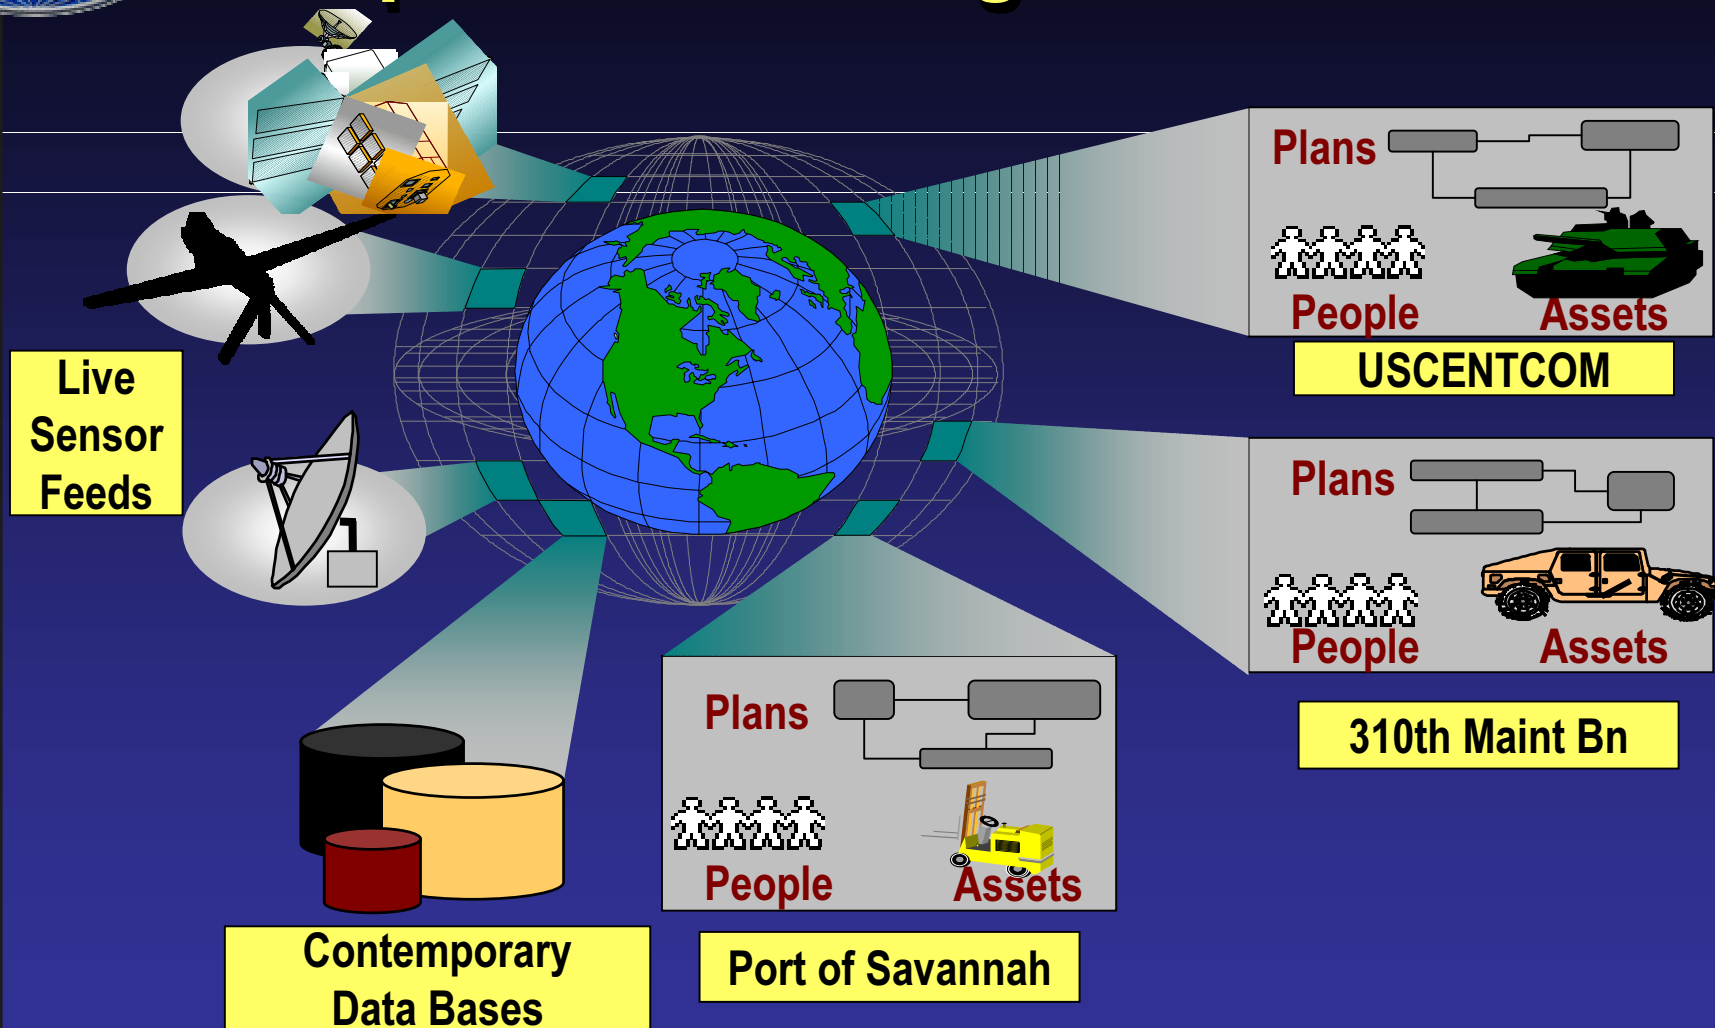 Live
Sensor
Feeds
Plans
People
Assets
USCENTCOM
Plans
People
Assets
310th Maint Bn
Plans
People
Assets
Port of Savannah
Contemporary
Data Bases